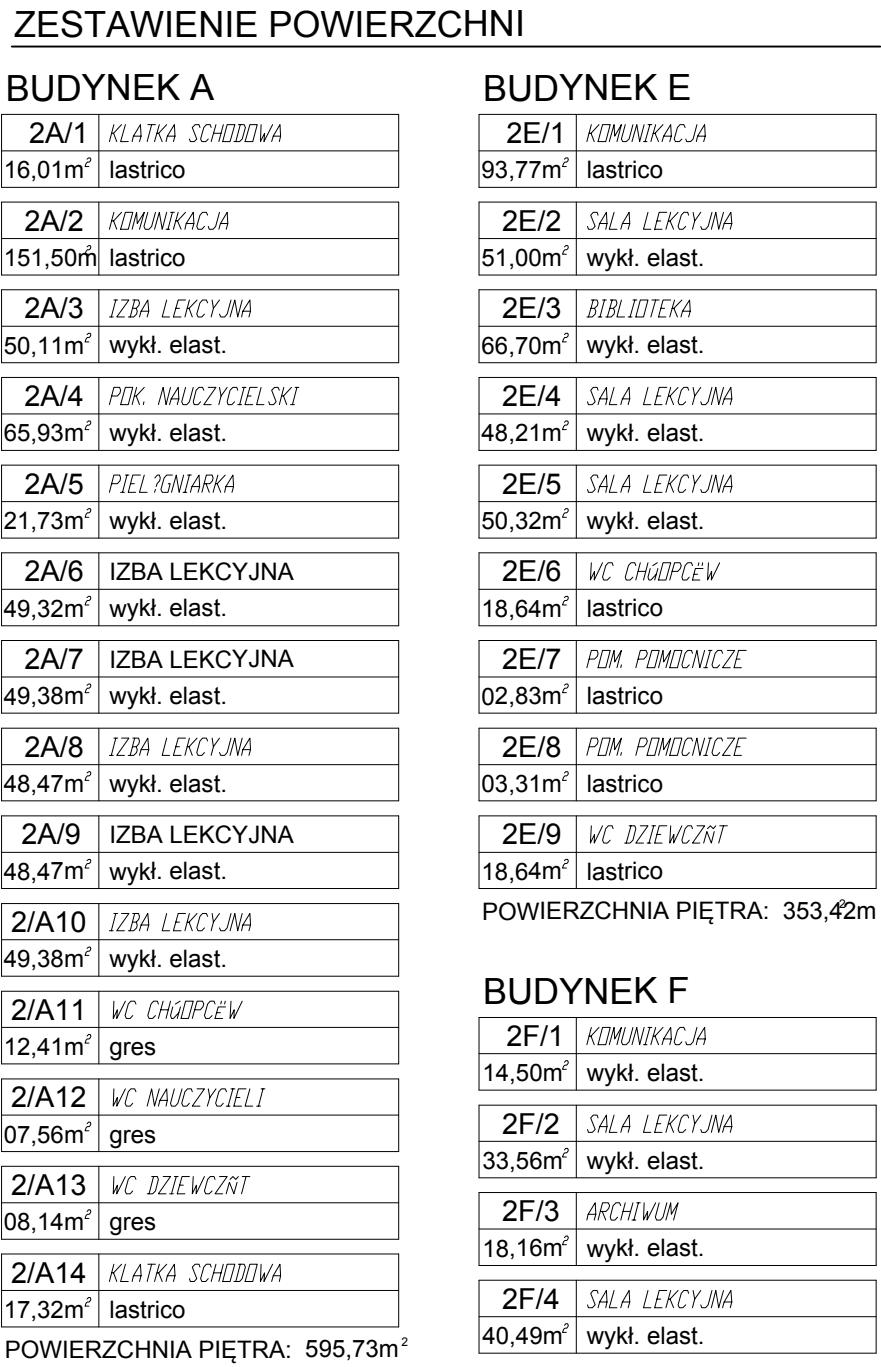 ZESTAWIENIE POWIERZCHNI
BUDYNEK A
2A/1 KLATKA SCHODOWA
16,01m² lastrico
2A/2 KOMUNIKACJA
151,50m² lastrico
2A/3 IZBA LEKCYJNA
50,11m² wykł. elast.
2A/4 POK. NAUCZYCIELSKI
65,93m² wykł. elast.
2A/5 PIEL?GNIARKA
21,73m² wykł. elast.
2A/6 IZBA LEKCYJNA
49,32m² wykł. elast.
2A/7 IZBA LEKCYJNA
49,38m² wykł. elast.
2A/8 IZBA LEKCYJNA
48,47m² wykł. elast.
2A/9 IZBA LEKCYJNA
48,47m² wykł. elast.
2/A10 IZBA LEKCYJNA
49,38m² wykł. elast.
2/A11 WC CHúOPCËW
12,41m² gres
2/A12 WC NAUCZYCIELI
07,56m² gres
2/A13 WC DZIEWCZÑT
08,14m² gres
2/A14 KLATKA SCHODOWA
17,32m² lastrico
POWIERZCHNIA PIĘTRA: 595,73m²
BUDYNEK E
2E/1 KOMUNIKACJA
93,77m² lastrico
2E/2 SALA LEKCYJNA
51,00m² wykł. elast.
2E/3 BIBLIOTEKA
66,70m² wykł. elast.
2E/4 SALA LEKCYJNA
48,21m² wykł. elast.
2E/5 SALA LEKCYJNA
50,32m² wykł. elast.
2E/6 WC CHúOPCËW
18,64m² lastrico
2E/7 POM. POMOCNICZE
02,83m² lastrico
2E/8 POM. POMOCNICZE
03,31m² lastrico
2E/9 WC DZIEWCZÑT
18,64m² lastrico
POWIERZCHNIA PIĘTRA: 353,42m²
BUDYNEK F
2F/1 KOMUNIKACJA
14,50m² wykł. elast.
2F/2 SALA LEKCYJNA
33,56m² wykł. elast.
2F/3 ARCHIWUM
18,16m² wykł. elast.
2F/4 SALA LEKCYJNA
40,49m² wykł. elast.